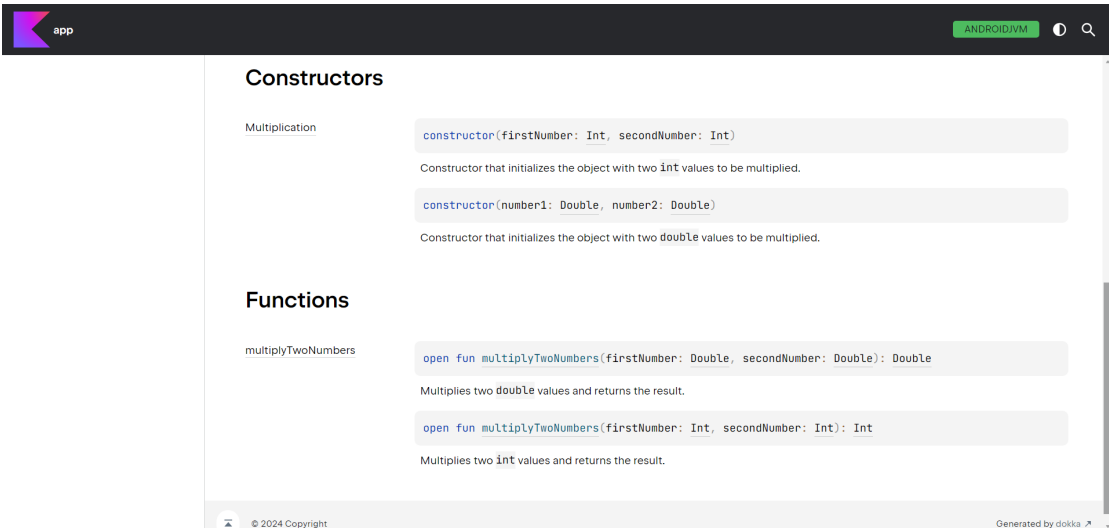 app
ANDROIDJVM
Constructors
Multiplication
constructor(firstNumber: Int, secondNumber: Int)
Constructor that initializes the object with two int values to be multiplied.
constructor(number1: Double, number2: Double)
Constructor that initializes the object with two double values to be multiplied.
Functions
multiplyTwoNumbers
open fun multiplyTwoNumbers(firstNumber: Double, secondNumber: Double): Double
Multiplies two double values and returns the result.
open fun multiplyTwoNumbers(firstNumber: Int, secondNumber: Int): Int
Multiplies two int values and returns the result.
© 2024 Copyright
Generated by dokka